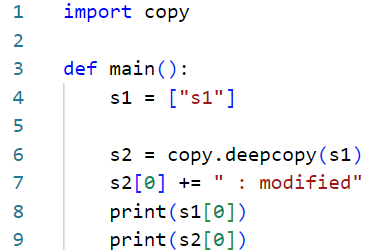 1 import copy
2
3 def main():
4     s1 = ["s1"]
5
6     s2 = copy.deepcopy(s1)
7     s2[0] += " : modified"
8     print(s1[0])
9     print(s2[0])